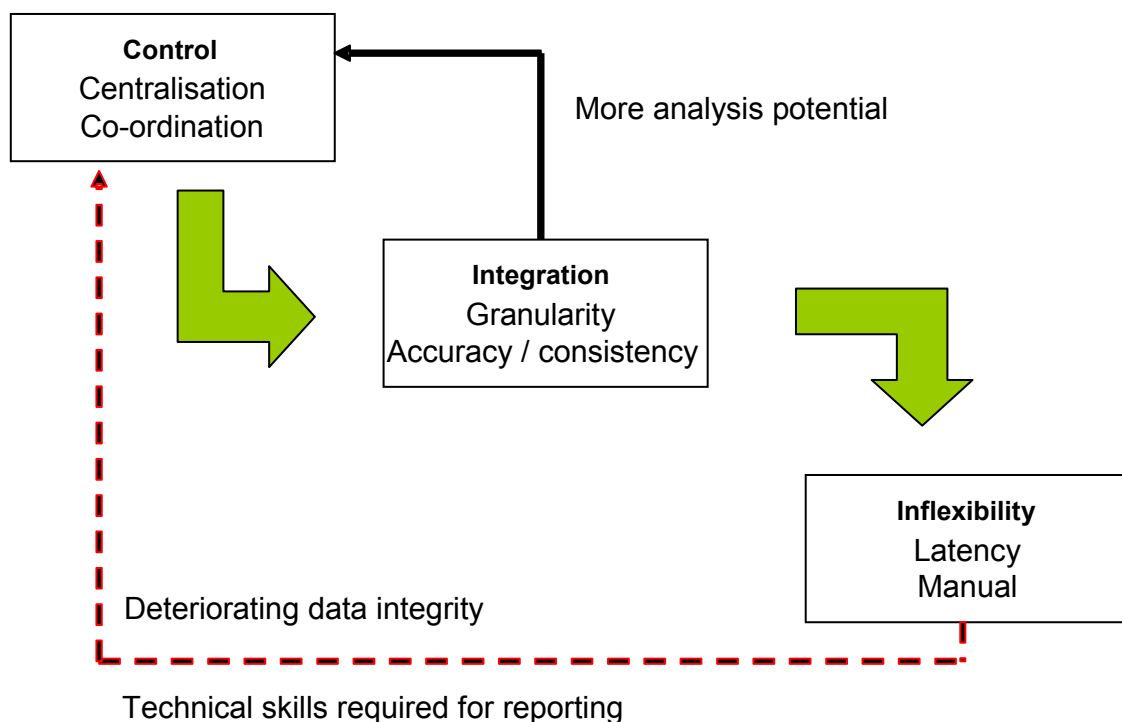 Control
Centralisation
Co-ordination
More analysis potential
Integration
Granularity
Accuracy / consistency
Inflexibility
Latency
Manual
Deteriorating data integrity
Technical skills required for reporting